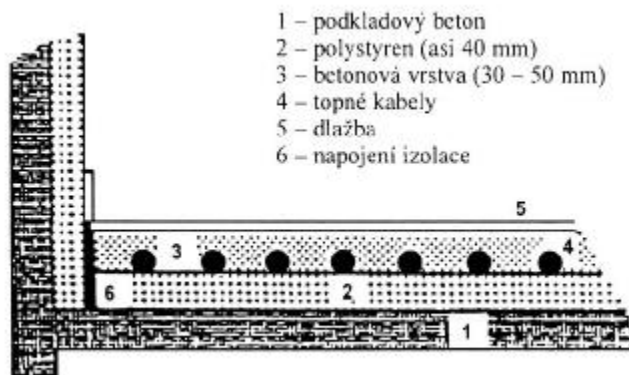 1 – podkladový beton
2 – polystyren (asi 40 mm)
3 – betonová vrstva (30 – 50 mm)
4 – topné kabely
5 – dlažba
6 – napojení izolace
5
3
4
6
2
1